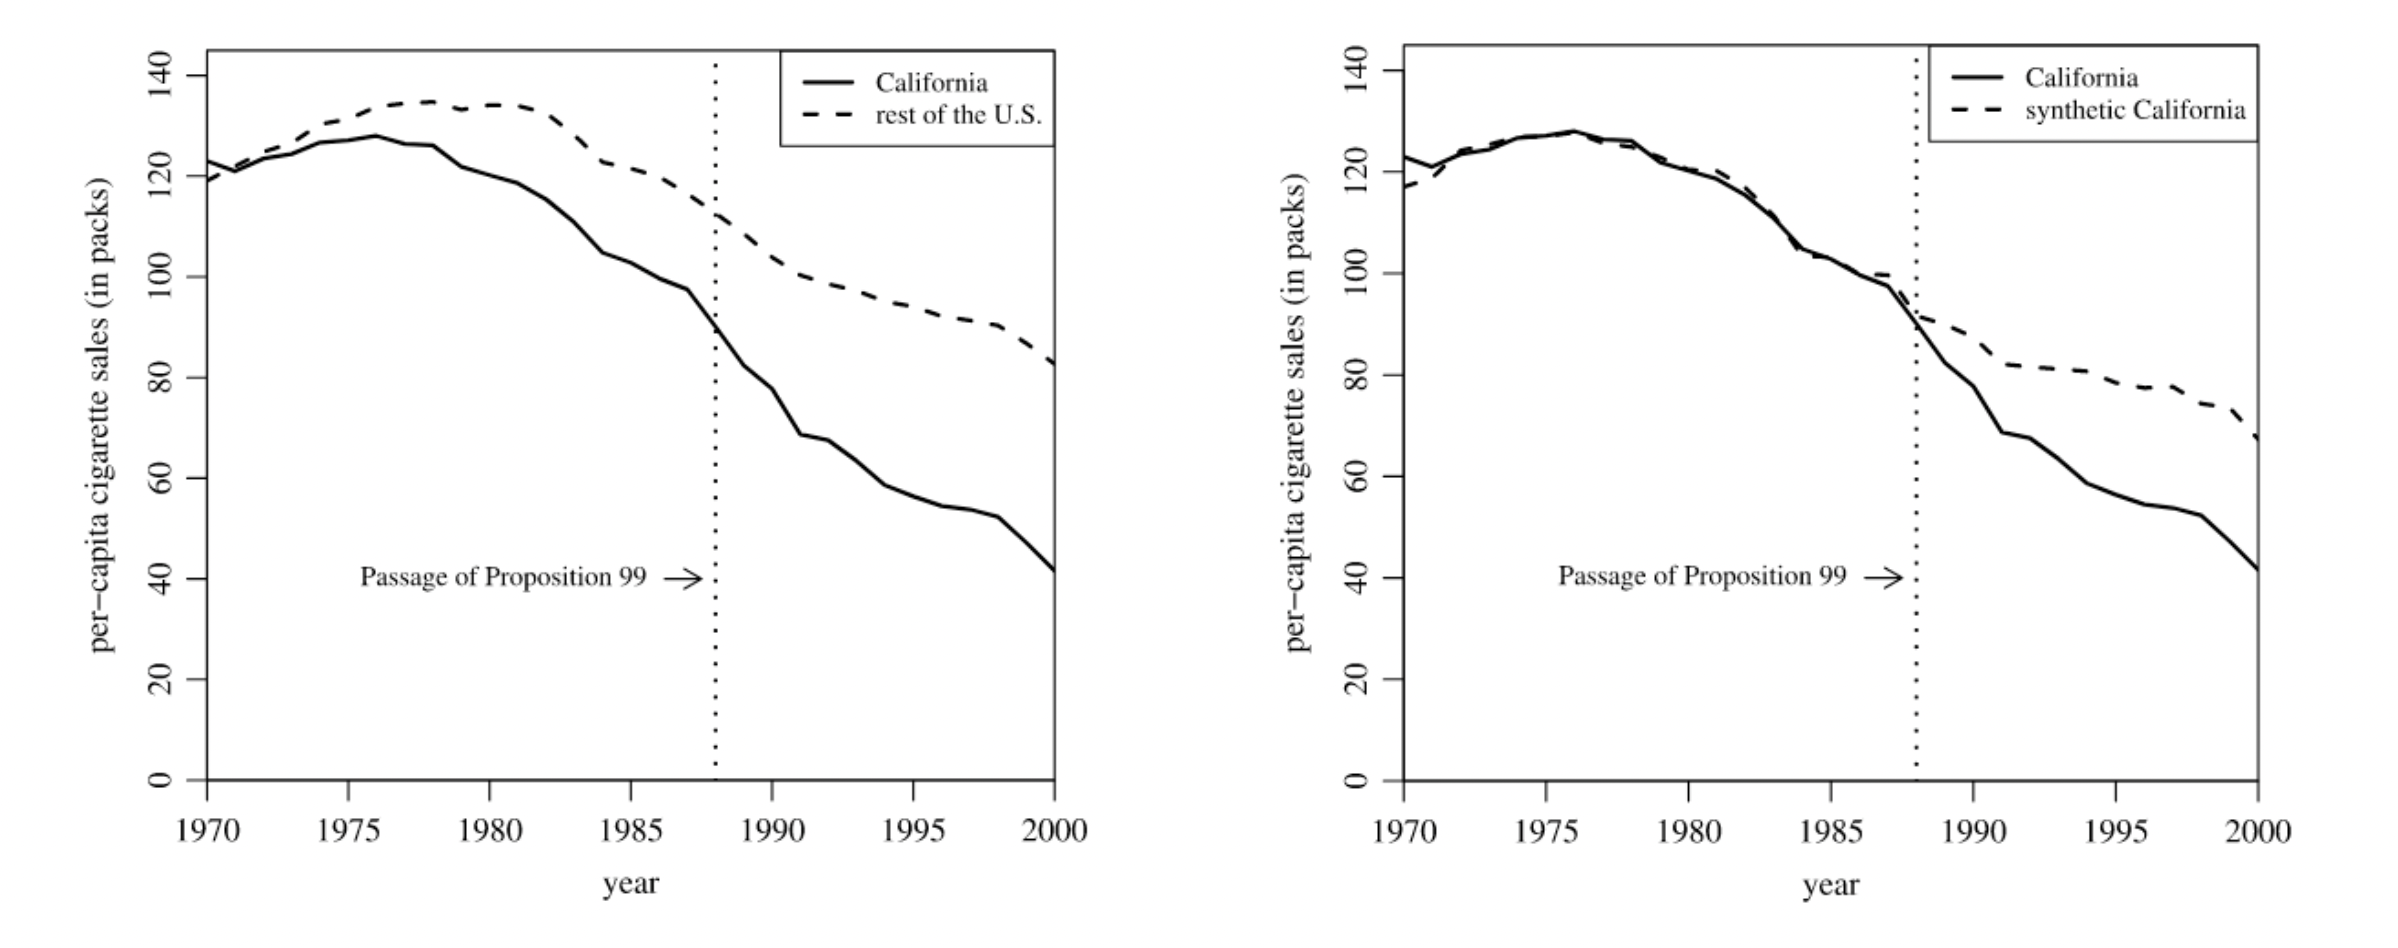 140
120
100
80
60
40
20
0
per−capita cigarette sales (in packs)
California
rest of the U.S.
Passage of Proposition 99
1970 1975 1980 1985 1990 1995 2000
year
140
120
100
80
60
40
20
0
per−capita cigarette sales (in packs)
California
synthetic California
Passage of Proposition 99
1970 1975 1980 1985 1990 1995 2000
year